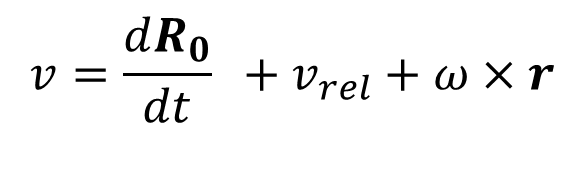 v = d𝑹₀/dt + v_rel + ω × 𝒓